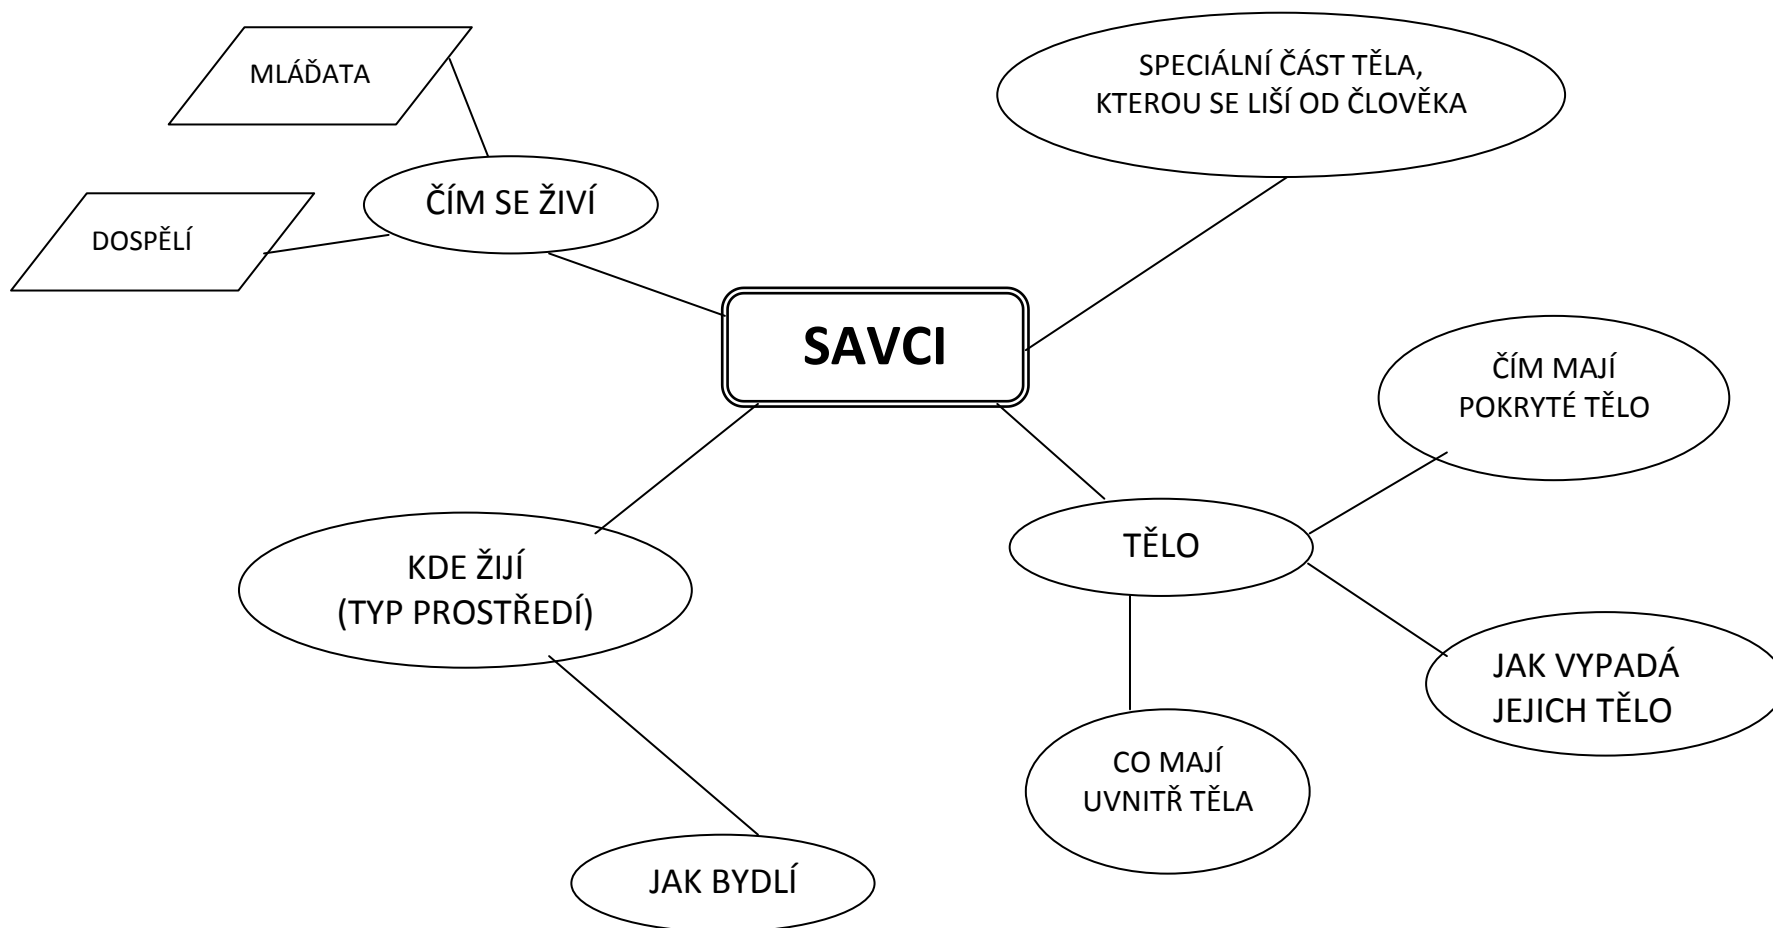 MLÁĎATA
SPECIÁLNÍ ČÁST TĚLA,
KTEROU SE LIŠÍ OD ČLOVĚKA
ČÍM SE ŽIVÍ
DOSPĚLÍ
SAVCI
ČÍM MAJÍ
POKRYTÉ TĚLO
TĚLO
KDE ŽIJÍ
(TYP PROSTŘEDÍ)
JAK VYPADÁ
JEJICH TĚLO
CO MAJÍ
UVNITŘ TĚLA
JAK BYDLÍ